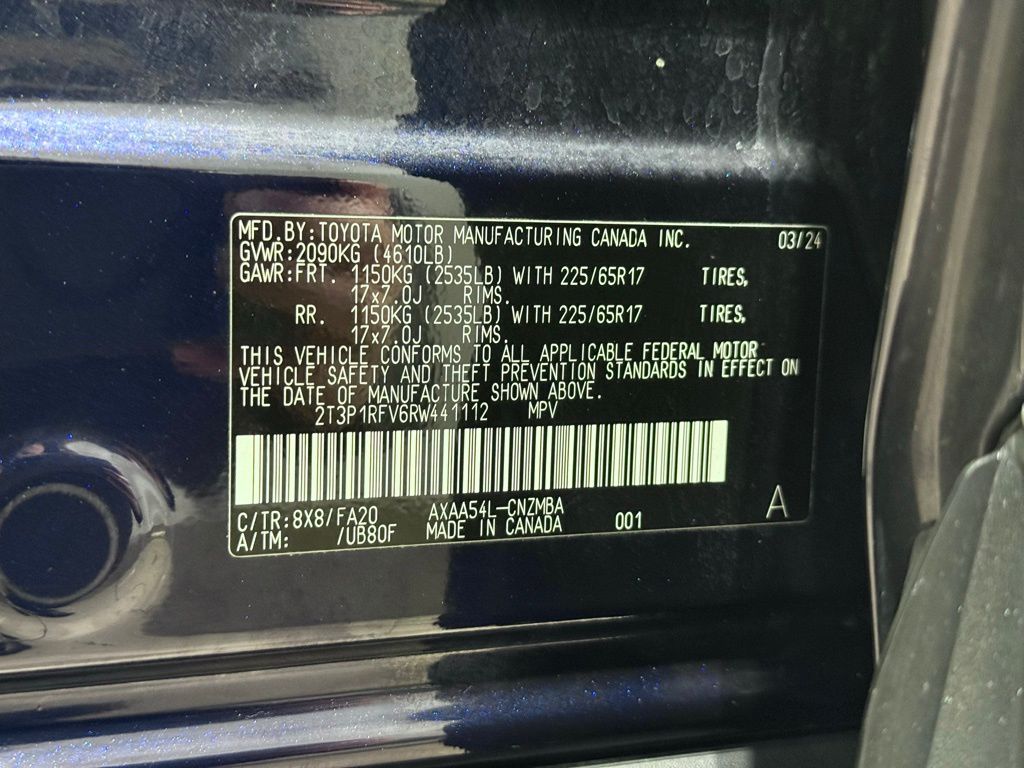 MFD.BY:TOYOTA MOTOR MANUFACTURING CANADA INC. 03/24
GVWR:2090KG (4610LB)
GAWR:FRT. 1150KG (2535LB) WITH 225/65R17 TIRES,
17x7.0J RIMS.
RR. 1150KG (2535LB) WITH 225/65R17 TIRES,
17x7.0J RIMS.
THIS VEHICLE CONFORMS TO ALL APPLICABLE FEDERAL MOTOR
VEHICLE SAFETY AND THEFT PREVENTION STANDARDS IN EFFECT ON
THE DATE OF MANUFACTURE SHOWN ABOVE.
2T3P1RFV6RW441112 MPV
C/TR:8X8/FA20 AXAA54L-CNZMBA
A/TM: /UB80F MADE IN CANADA 001 A